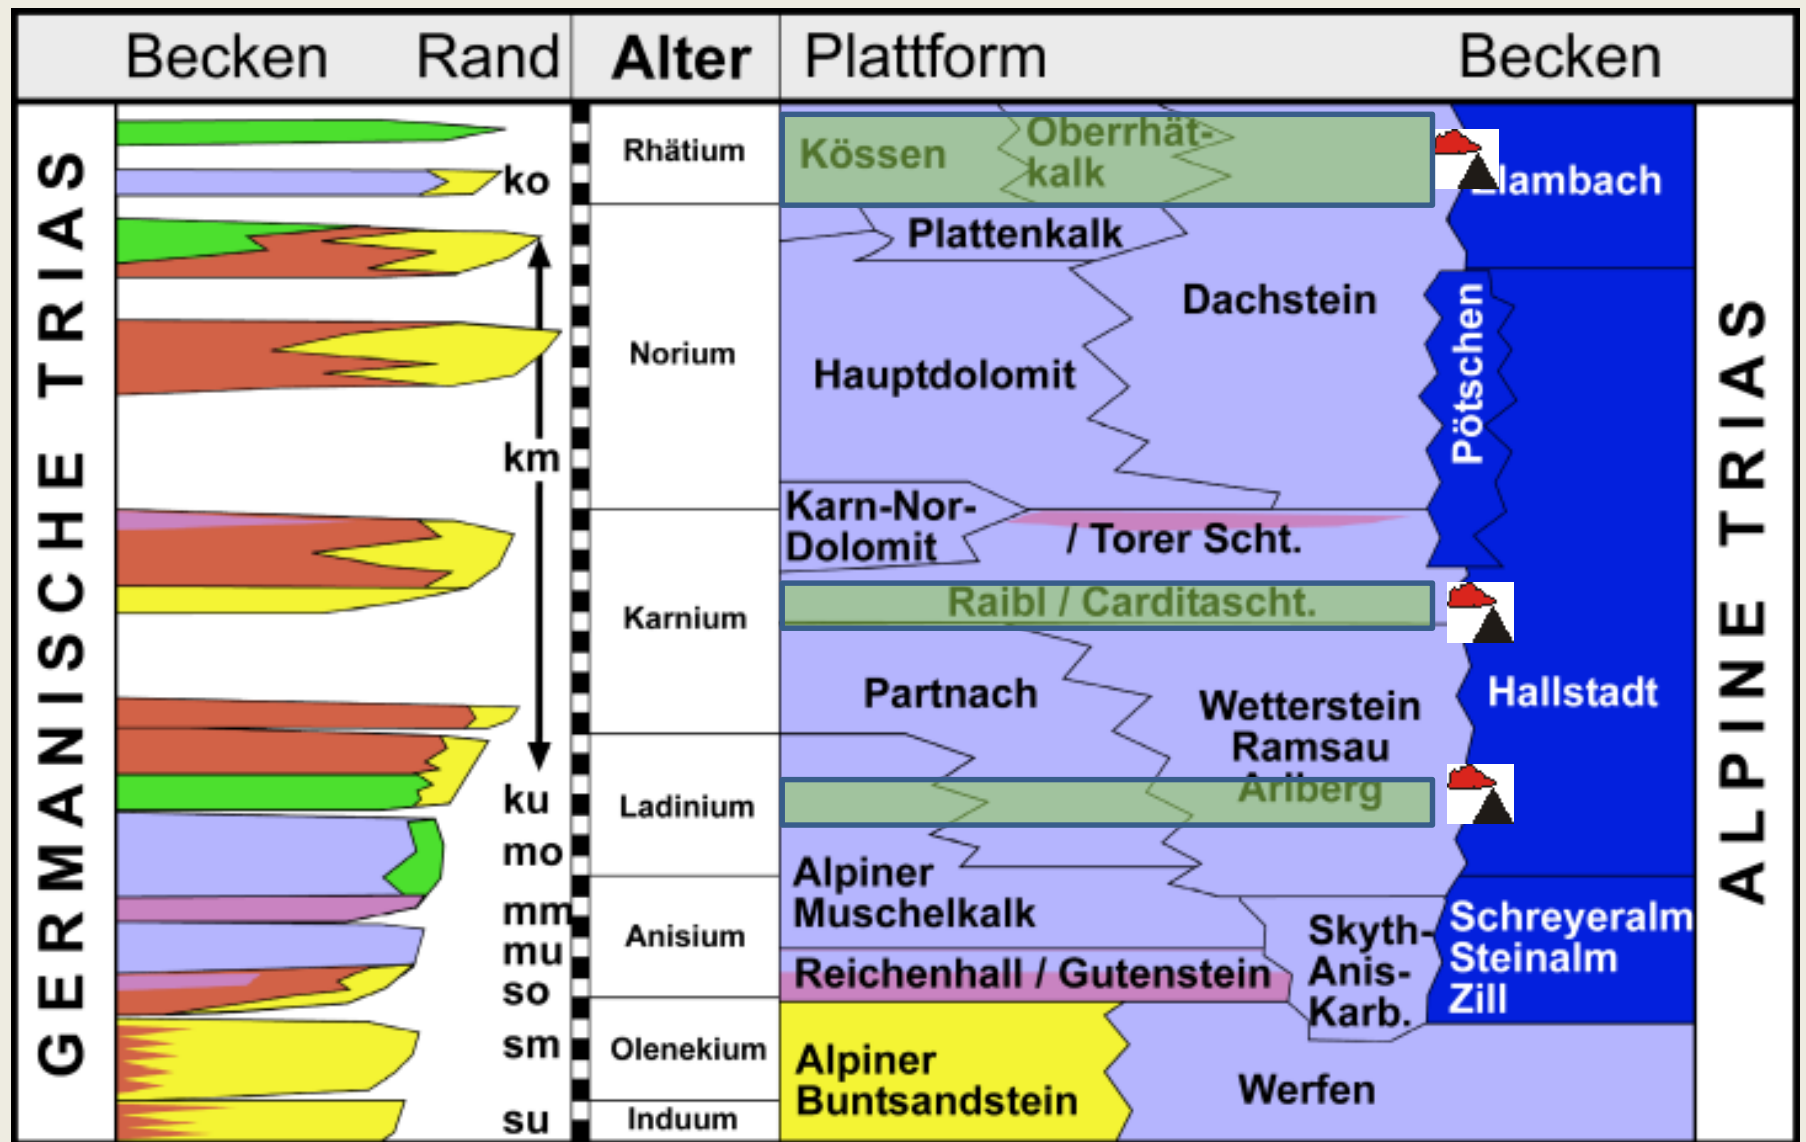 Becken Rand Alter Plattform Becken
GERMANISCHE TRIAS
ko
km
ku
mo
mm
mu
so
sm
su
Rhätium
Norium
Karnium
Ladinium
Anisium
Olenekium
Induum
Kössen
Oberrhät-
kalk
Plattenkalk
Dachstein
Hauptdolomit
Karn-Nor-
Dolomit
/ Torer Scht.
Raibl / Carditascht.
Partnach
Wetterstein
Ramsau
Arlberg
Alpiner
Muschelkalk
Reichenhall / Gutenstein
Skyth-
Anis-
Karb.
Alpiner
Buntsandstein
Werfen
lambach
Pötschen
Hallstadt
Schreyeralm
Steinalm
Zill
ALPINE TRIAS